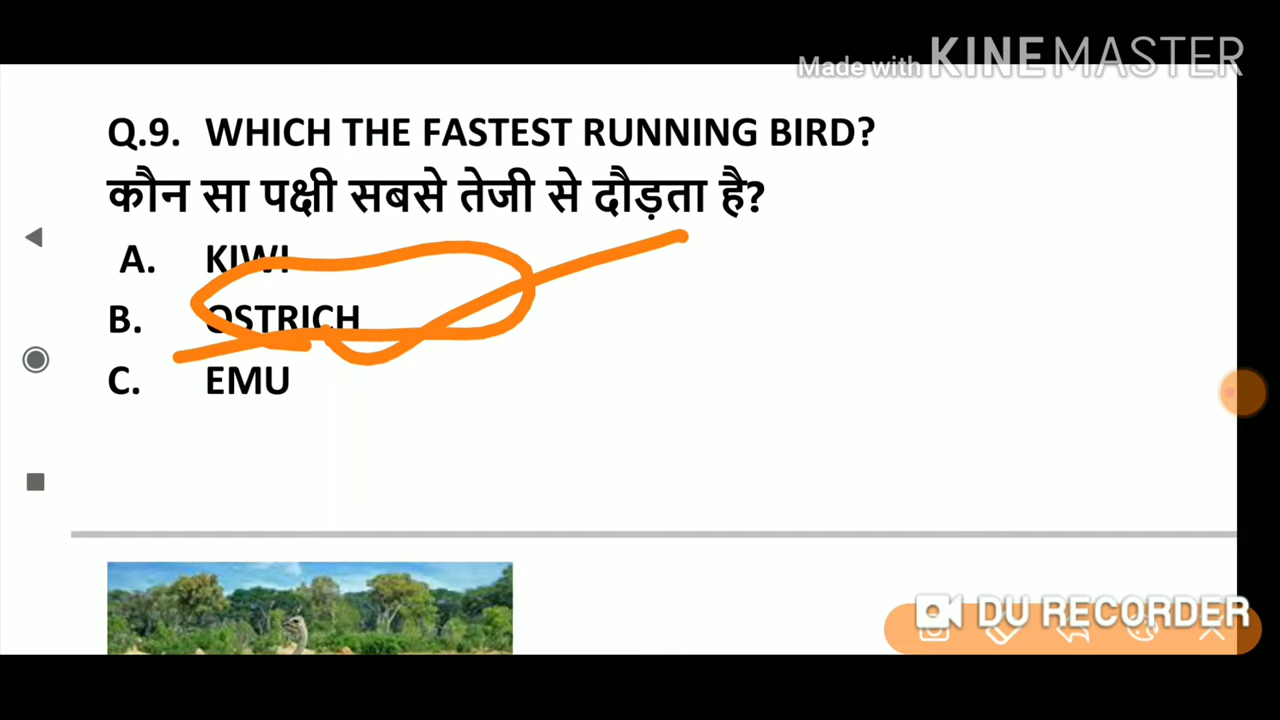 Made with KINEMASTER
Q.9. WHICH THE FASTEST RUNNING BIRD?
कौन सा पक्षी सबसे तेजी से दौड़ता है?
A. KIWI
B. OSTRICH
C. EMU
DU RECORDER